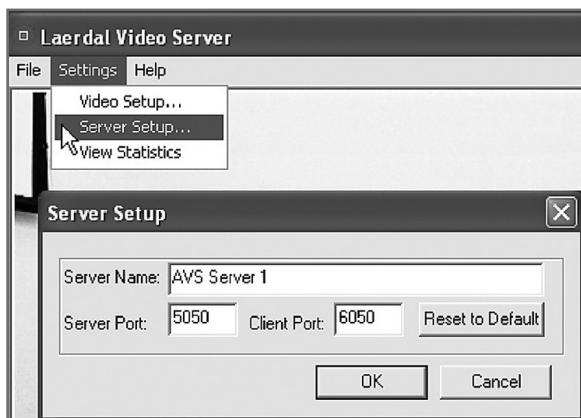 Laerdal Video Server
File Settings Help
Video Setup...
Server Setup...
View Statistics
Server Setup
Server Name: AVS Server 1
Server Port: 5050 Client Port: 6050 Reset to Default
OK Cancel